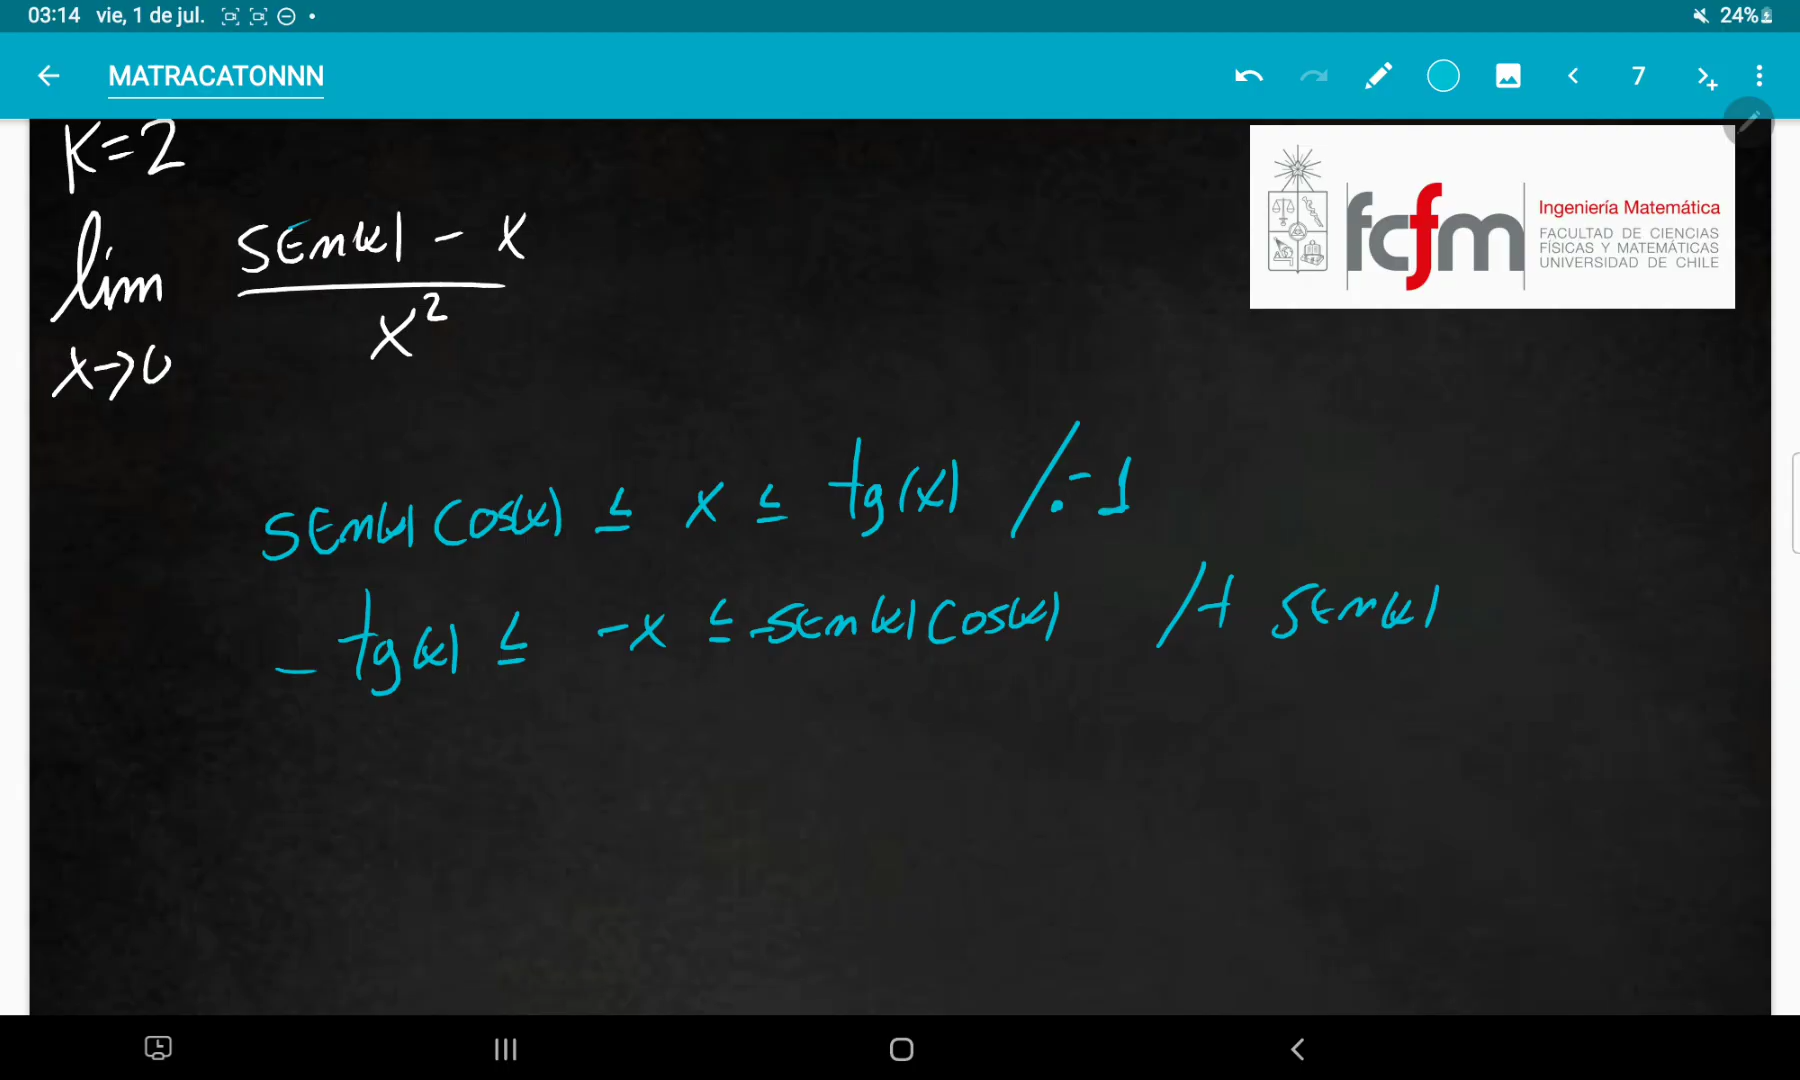 03:14 vie, 1 de jul.
24%
MATRACATONNN
7
K=2
lim x→0 (sen(x) - x) / x²
fcfm
Ingeniería Matemática
FACULTAD DE CIENCIAS
FÍSICAS Y MATEMÁTICAS
UNIVERSIDAD DE CHILE
sen(x) cos(x) ≤ x ≤ tg(x) /·-1
-tg(x) ≤ -x ≤ -sen(x) cos(x) /+ sen(x)